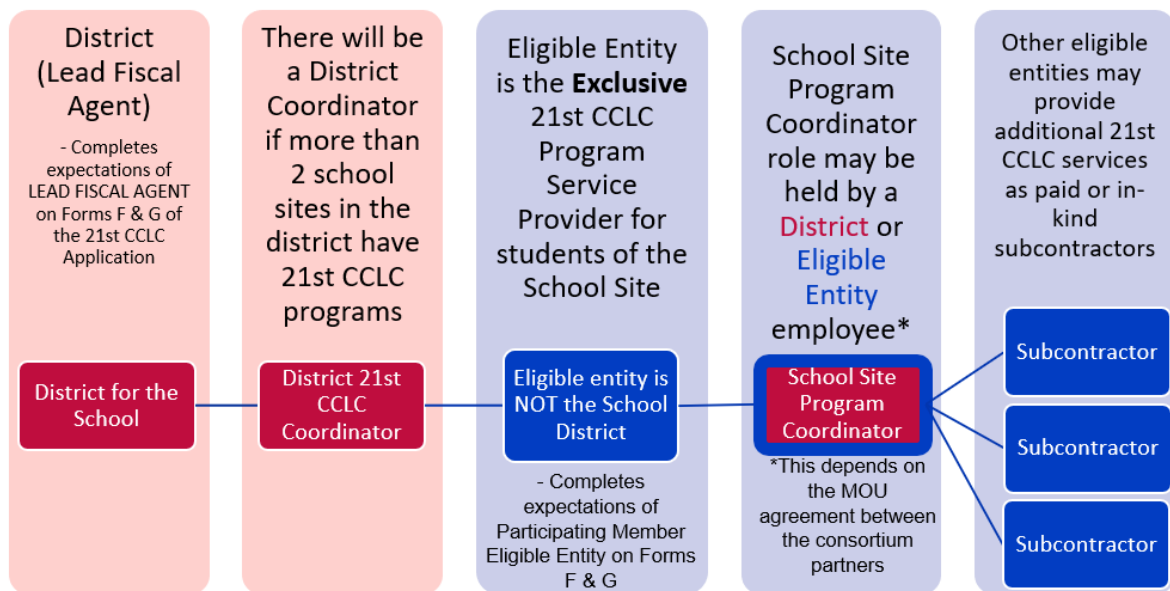 District
(Lead Fiscal
Agent)
- Completes
expectations of
LEAD FISCAL AGENT
on Forms F & G of
the 21st CCLC
Application
District for the
School
There will be
a District
Coordinator
if more than
2 school
sites in the
district have
21st CCLC
programs
District 21st
CCLC
Coordinator
Eligible Entity
is the Exclusive
21st CCLC
Program
Service
Provider for
students of the
School Site
Eligible entity is
NOT the School
District
- Completes
expectations of
Participating Member
Eligible Entity on Forms
F & G
School Site
Program
Coordinator
role may be
held by a
District or
Eligible
Entity
employee*
School Site
Program
Coordinator
*This depends on
the MOU
agreement between
the consortium
partners
Other eligible
entities may
provide
additional 21st
CCLC services
as paid or in-
kind
subcontractors
Subcontractor
Subcontractor
Subcontractor